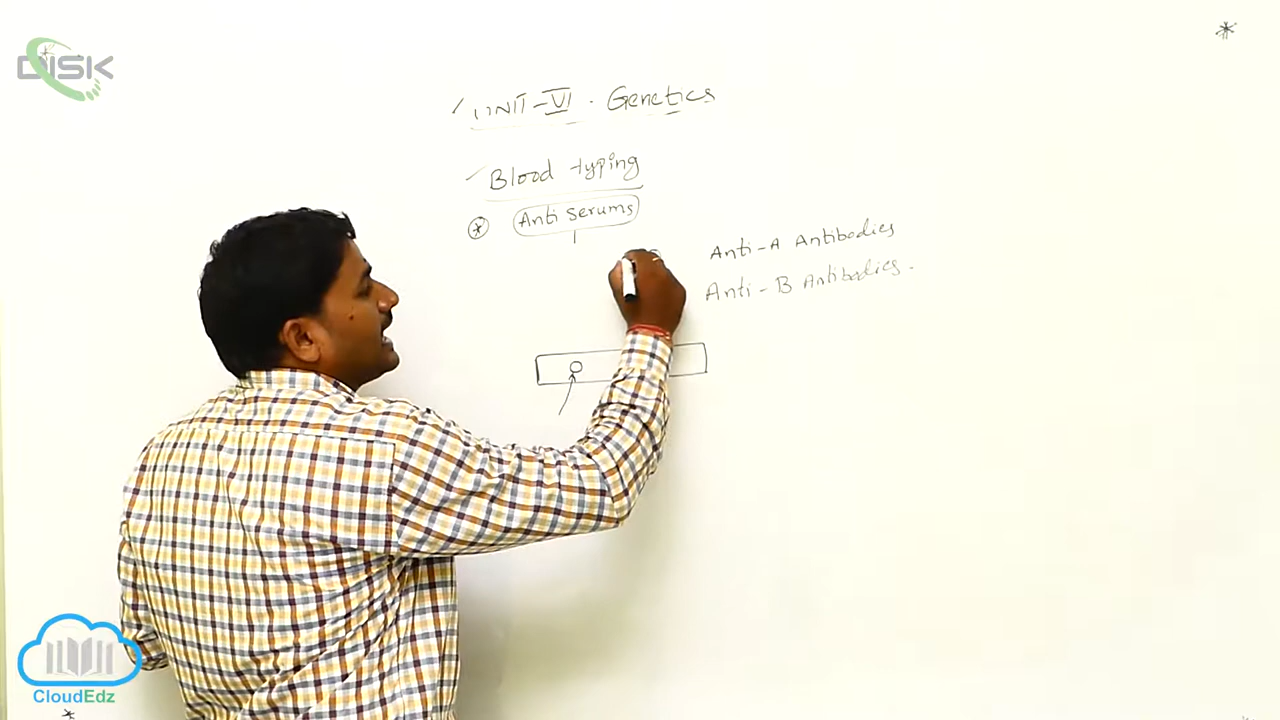 DISK
UNIT-VI. Genetics
Blood typing
Anti serums
Anti-A Antibodies
Anti-B Antibodies.
CloudEdz